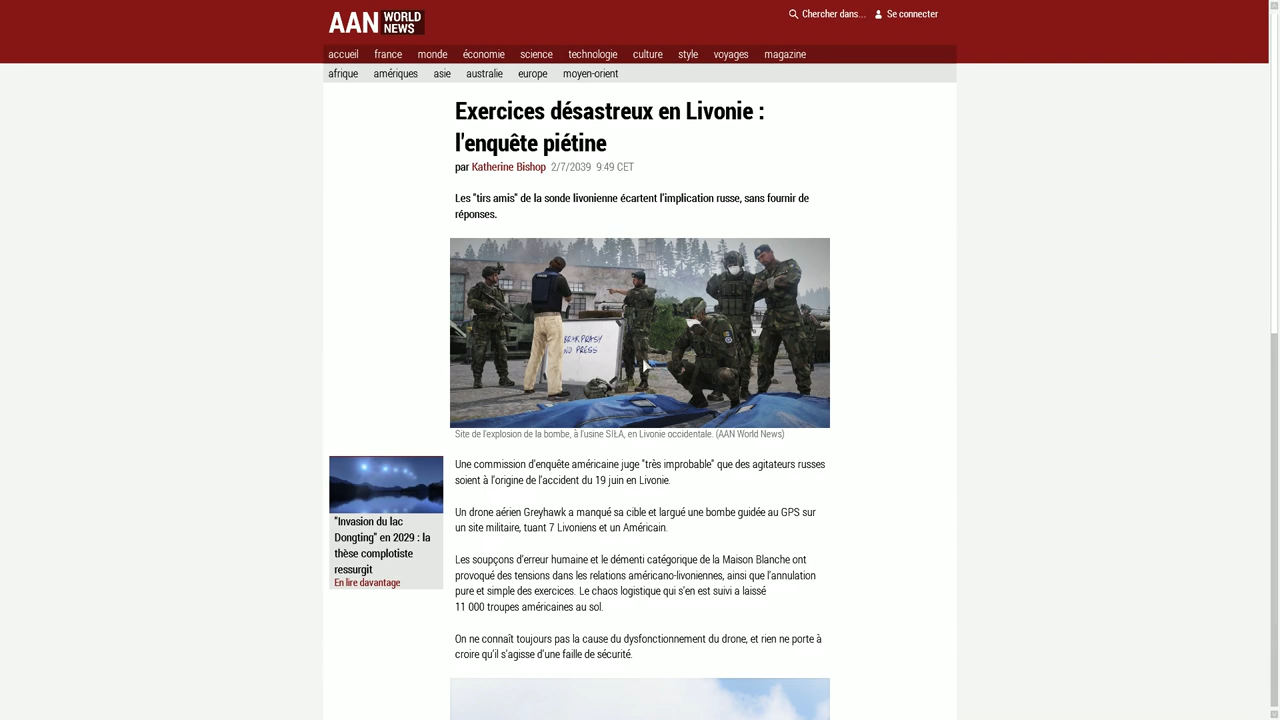 AAN WORLD NEWS
Chercher dans... Se connecter
accueil france monde économie science technologie culture style voyages magazine
afrique amériques asie australie europe moyen-orient
Exercices désastreux en Livonie :
l'enquête piétine
par Katherine Bishop 2/7/2039 9:49 CET
Les "tirs amis" de la sonde livonienne écartent l'implication russe, sans fournir de
réponses.
NO PRESS
Site de l'explosion de la bombe, à l'usine SIŁA, en Livonie occidentale. (AAN World News)
Une commission d'enquête américaine juge "très improbable" que des agitateurs russes
soient à l'origine de l'accident du 19 juin en Livonie.
Un drone aérien Greyhawk a manqué sa cible et largué une bombe guidée au GPS sur
un site militaire, tuant 7 Livoniens et un Américain.
Les soupçons d'erreur humaine et le démenti catégorique de la Maison Blanche ont
provoqué des tensions dans les relations américano-livoniennes, ainsi que l'annulation
pure et simple des exercices. Le chaos logistique qui s'en est suivi a laissé
11 000 troupes américaines au sol.
On ne connaît toujours pas la cause du dysfonctionnement du drone, et rien ne porte à
croire qu'il s'agisse d'une faille de sécurité.
"Invasion du lac
Dongting" en 2029 : la
thèse complotiste
ressurgit
En lire davantage